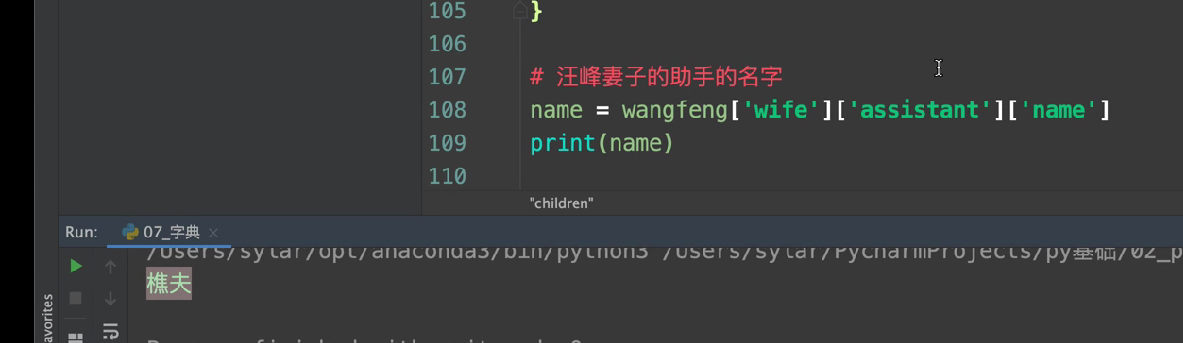 105 }
106
107 # 汪峰妻子的助手的名字
108 name = wangfeng['wife']['assistant']['name']
109 print(name)
110
"children"
Run: 07_字典 ×
/Users/sylar/opt/anaconda3/bin/python3 /Users/sylar/PycharmProjects/py基础/02_p
樵夫
avorites